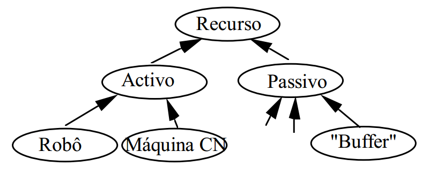 Recurso
Activo
Passivo
Robô
Máquina CN
"Buffer"